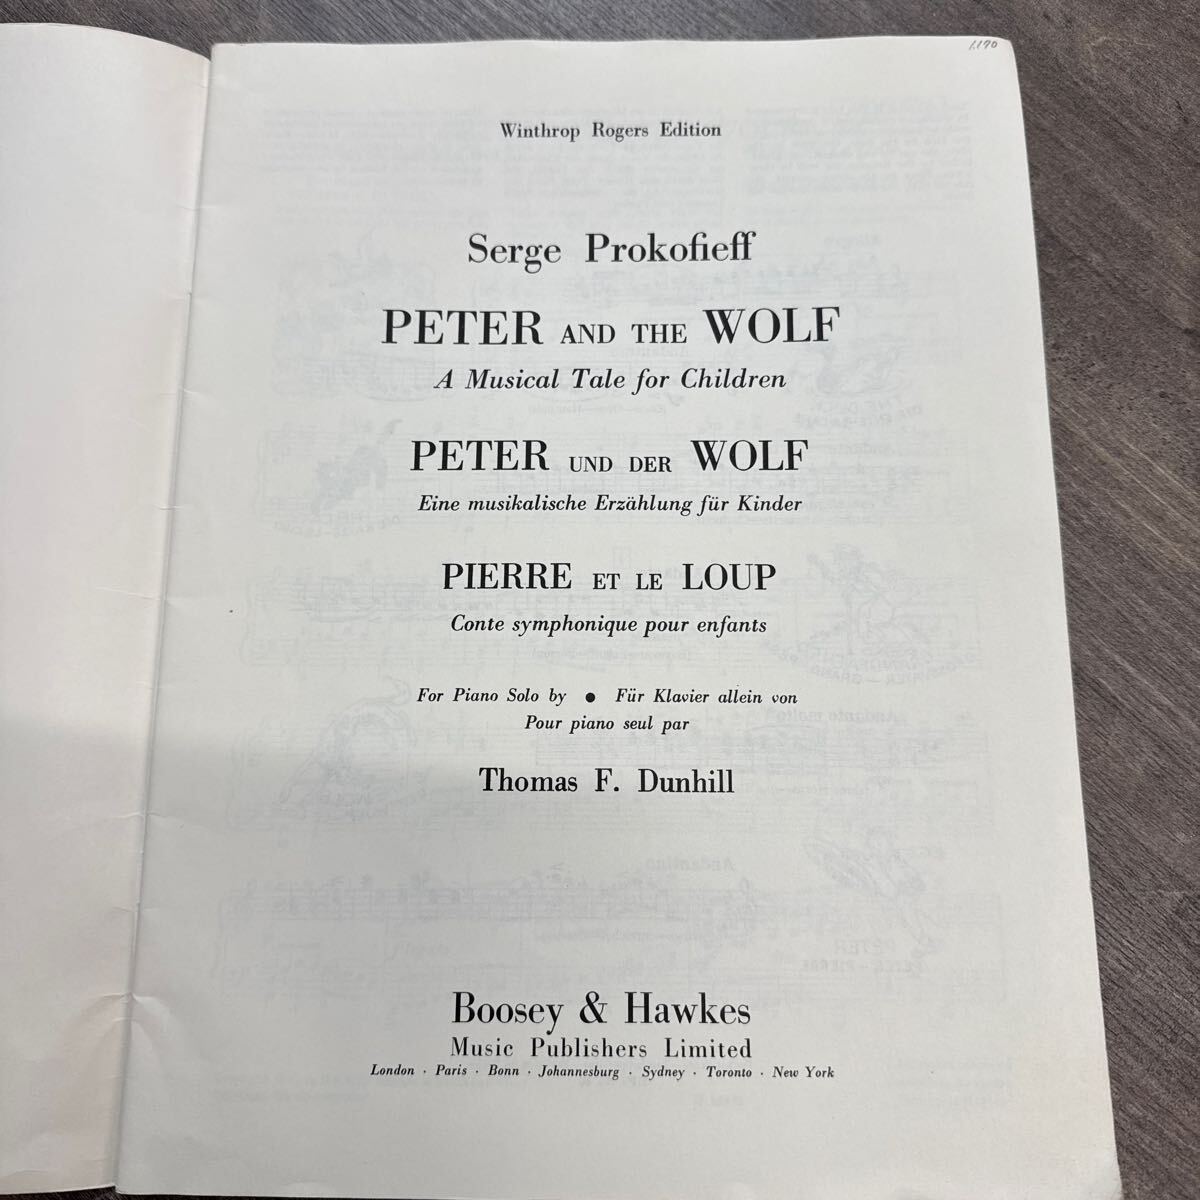 1.170
Winthrop Rogers Edition
Serge Prokofieff
PETER AND THE WOLF
A Musical Tale for Children
PETER UND DER WOLF
Eine musikalische Erzählung für Kinder
PIERRE ET LE LOUP
Conte symphonique pour enfants
For Piano Solo by ● Für Klavier allein von
Pour piano seul par
Thomas F. Dunhill
Boosey & Hawkes
Music Publishers Limited
London · Paris · Bonn · Johannesburg · Sydney · Toronto · New York